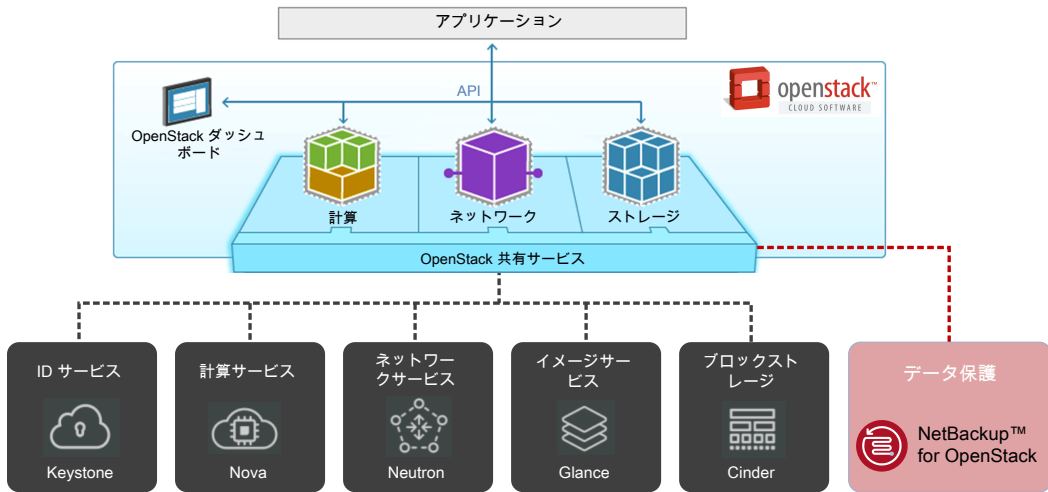 アプリケーション
API
openstack™
CLOUD SOFTWARE
OpenStack ダッシュ
ボード
計算
ネットワーク
ストレージ
OpenStack 共有サービス
ID サービス
Keystone
計算サービス
Nova
ネットワー
クサービス
Neutron
イメージサー
ビス
Glance
ブロックスト
レージ
Cinder
データ保護
NetBackup™
for OpenStack